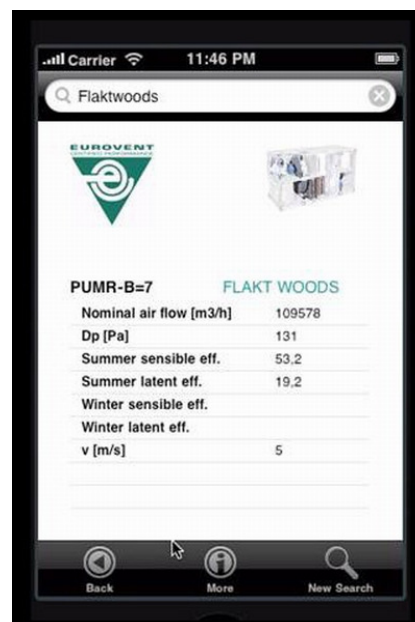 Carrier 11:46 PM
Flaktwoods
EUROVENT
CERTIFIED PERFORMANCE
PUMR-B=7 FLAKT WOODS
Nominal air flow [m3/h] 109578
Dp [Pa] 131
Summer sensible eff. 53,2
Summer latent eff. 19,2
Winter sensible eff.
Winter latent eff.
v [m/s] 5
Back More New Search